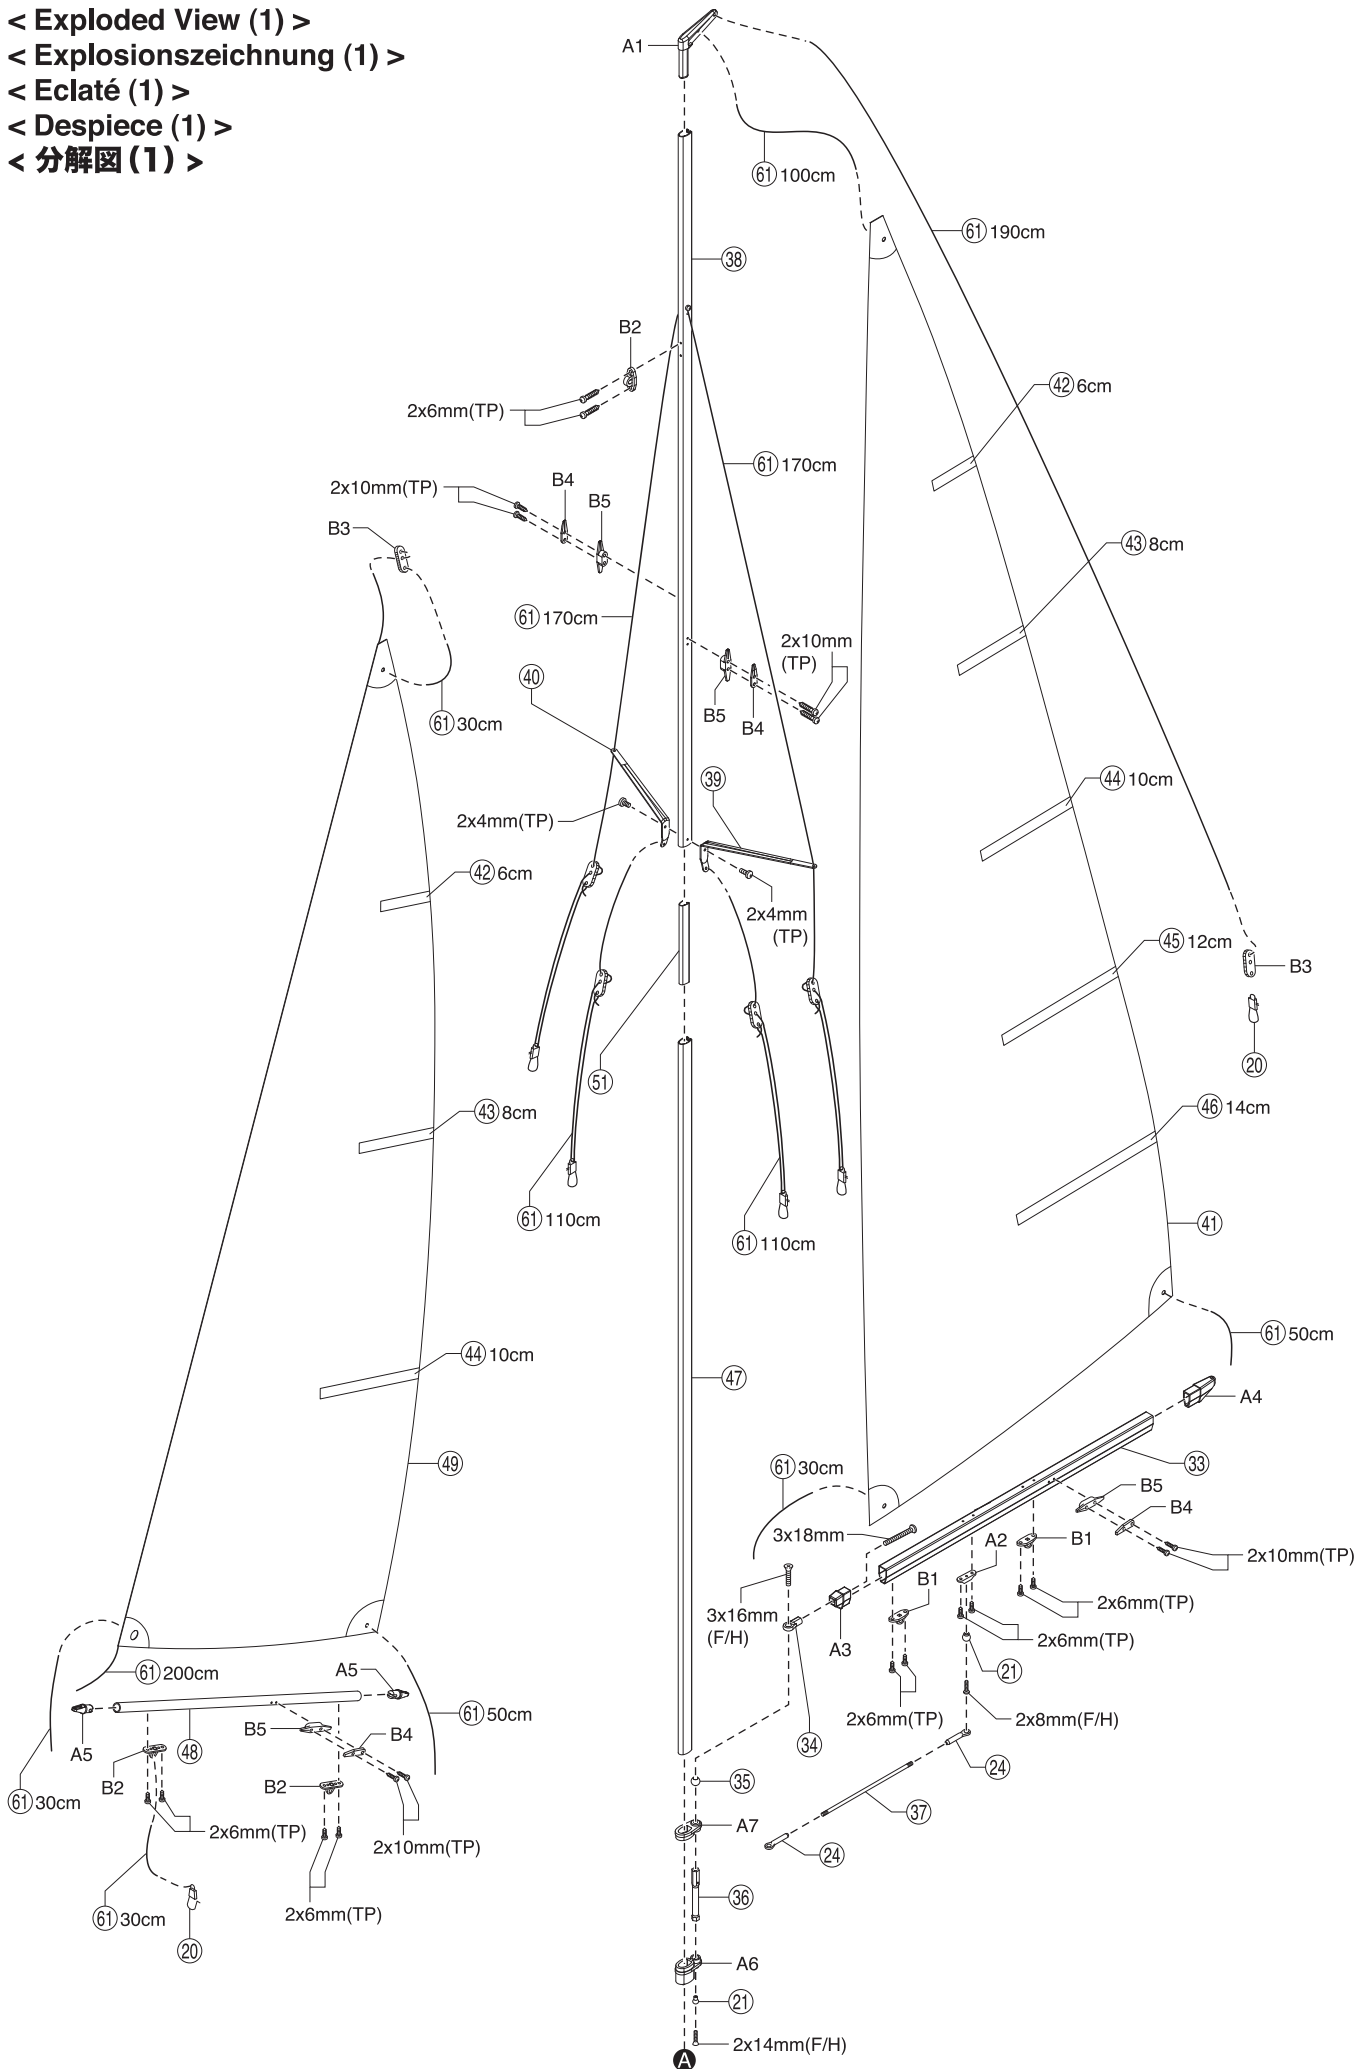 < Exploded View (1) >
< Explosionszeichnung (1) >
< Eclaté (1) >
< Despiece (1) >
< 分解図 (1) >
A1
61 100cm
61 190cm
38
B2
2x6mm(TP)
42 6cm
61 170cm
2x10mm(TP)
B4
B5
B3
43 8cm
61 170cm
2x10mm
(TP)
B5
B4
40
61 30cm
39
44 10cm
2x4mm(TP)
42 6cm
2x4mm
(TP)
45 12cm
B3
20
51
43 8cm
46 14cm
61 110cm
61 110cm
41
61 50cm
44 10cm
47
A4
49
61 30cm
33
B5
B4
3x18mm
A2
B1
2x10mm(TP)
3x16mm
(F/H)
B1
2x6mm(TP)
A3
2x6mm(TP)
61 200cm
A5
21
61 50cm
2x6mm(TP)
2x8mm(F/H)
B5
B4
A5
48
34
24
B2
B2
35
61 30cm
37
2x6mm(TP)
A7
2x10mm(TP)
24
36
61 30cm
2x6mm(TP)
20
A6
21
2x14mm(F/H)
A